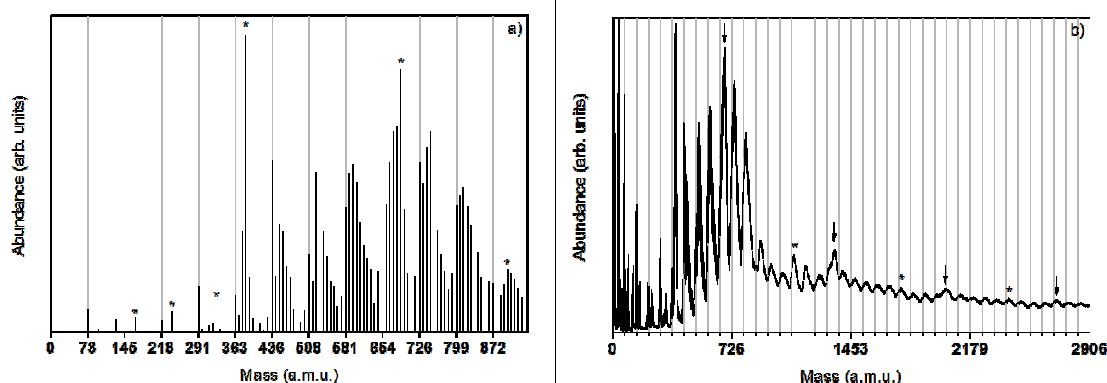 a)
*
*
*
*
*
*
Abundance (arb. units)
0 73 146 218 291 363 436 508 581 654 726 799 872
Mass (a.m.u.)
b)
*
*
*
Abundance (arb. units)
0 726 1453 2179 2906
Mass (a.m.u.)